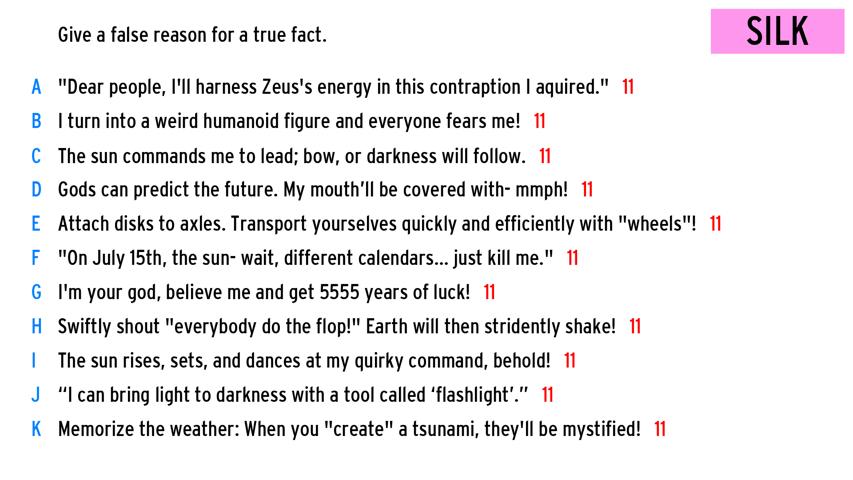 Give a false reason for a true fact.
SILK
A "Dear people, I'll harness Zeus's energy in this contraption I aquired." 11
B I turn into a weird humanoid figure and everyone fears me! 11
C The sun commands me to lead; bow, or darkness will follow. 11
D Gods can predict the future. My mouth’ll be covered with- mmph! 11
E Attach disks to axles. Transport yourselves quickly and efficiently with "wheels"! 11
F "On July 15th, the sun- wait, different calendars... just kill me." 11
G I'm your god, believe me and get 5555 years of luck! 11
H Swiftly shout "everybody do the flop!" Earth will then stridently shake! 11
I The sun rises, sets, and dances at my quirky command, behold! 11
J “I can bring light to darkness with a tool called ‘flashlight’.” 11
K Memorize the weather: When you "create" a tsunami, they'll be mystified! 11